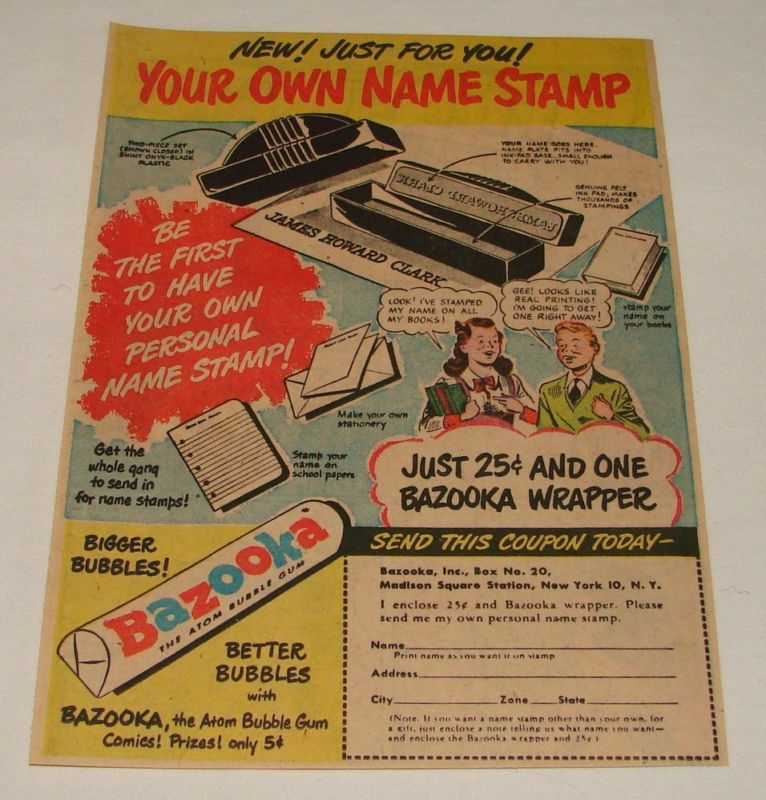 NEW! JUST FOR YOU!
YOUR OWN NAME STAMP
TWO-PIECE SET
(SHOWN CLOSED) IN
SHINY ONYX-BLACK
PLASTIC
YOUR NAME GOES HERE.
NAME PLATE FITS INTO
INK-PAD BASE. SMALL ENOUGH
TO CARRY WITH YOU!
GENUINE FELT
INK PAD, MAKES
THOUSANDS OF
STAMPINGS
JAMES HOWARD CLARK
JAMES HOWARD CLARK
BE
THE FIRST
TO HAVE
YOUR OWN
PERSONAL
NAME STAMP!
LOOK! I'VE STAMPED
MY NAME ON ALL
MY BOOKS!
GEE! LOOKS LIKE
REAL PRINTING!
I'M GOING TO GET
ONE RIGHT AWAY!
Stamp your
name on
your books
Make your own
stationery
Stamp your
name on
school papers
Get the
whole gang
to send in
for name stamps!
JUST 25¢ AND ONE
BAZOOKA WRAPPER
BIGGER
BUBBLES!
Bazooka
THE ATOM BUBBLE GUM
BETTER
BUBBLES
with
BAZOOKA, the Atom Bubble Gum
Comics! Prizes! only 5¢
SEND THIS COUPON TODAY—
Bazooka, Inc., Box No. 20,
Madison Square Station, New York 10, N. Y.
I enclose 25¢ and Bazooka wrapper. Please
send me my own personal name stamp.
Name
Print name as you want it on stamp
Address
City Zone State
(Note: If you want a name stamp other than your own, for
a gift, just enclose a note telling us what name you want—
and enclose the Bazooka wrapper and 25¢.)